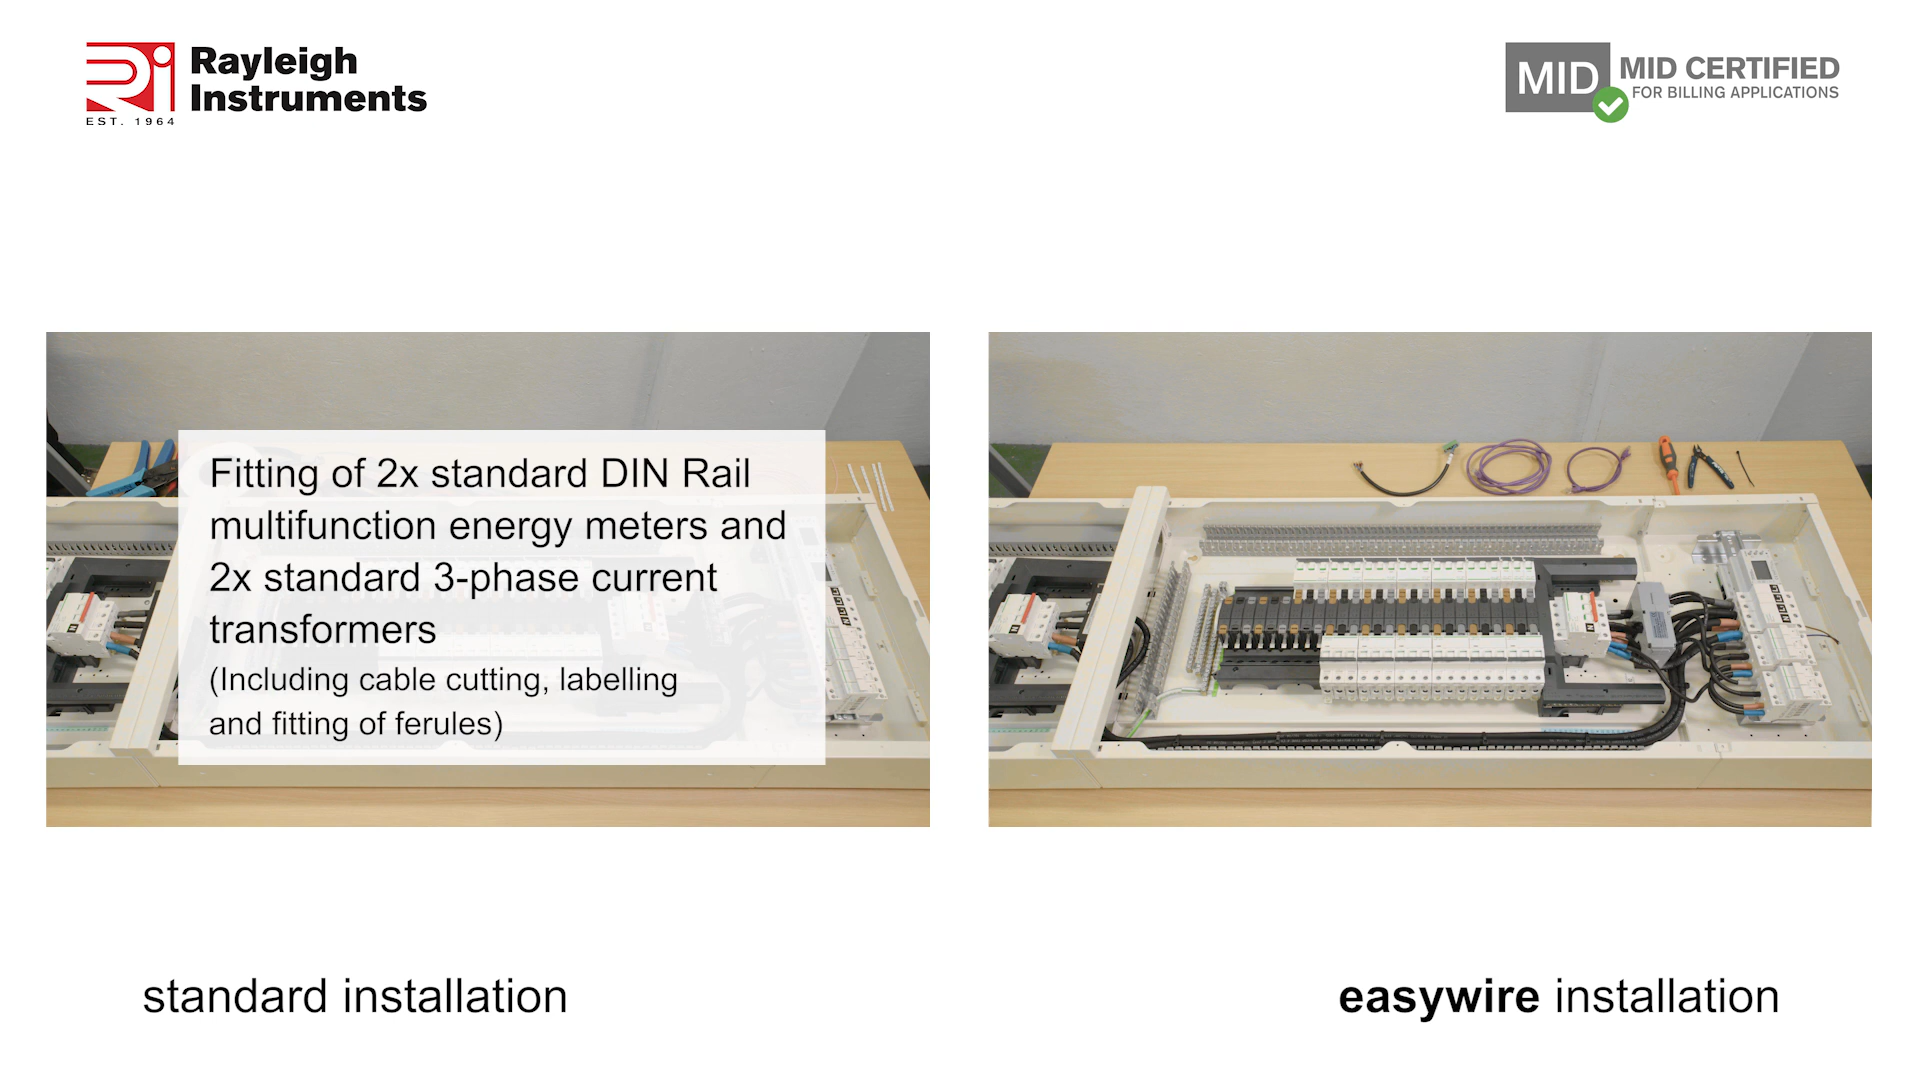 Rayleigh
Instruments
EST. 1964
MID
MID CERTIFIED
FOR BILLING APPLICATIONS
Fitting of 2x standard DIN Rail
multifunction energy meters and
2x standard 3-phase current
transformers
(Including cable cutting, labelling
and fitting of ferules)
standard installation
easywire installation